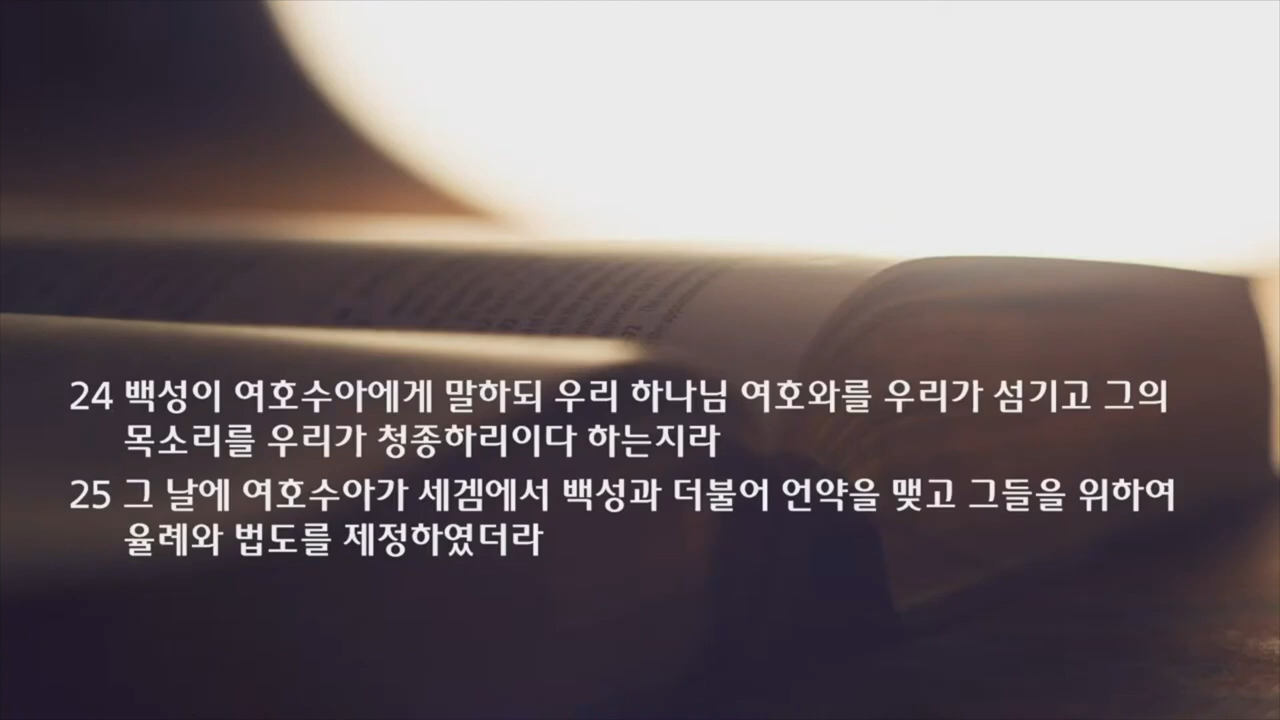 24 백성이 여호수아에게 말하되 우리 하나님 여호와를 우리가 섬기고 그의
목소리를 우리가 청종하리이다 하는지라
25 그 날에 여호수아가 세겜에서 백성과 더불어 언약을 맺고 그들을 위하여
율례와 법도를 제정하였더라